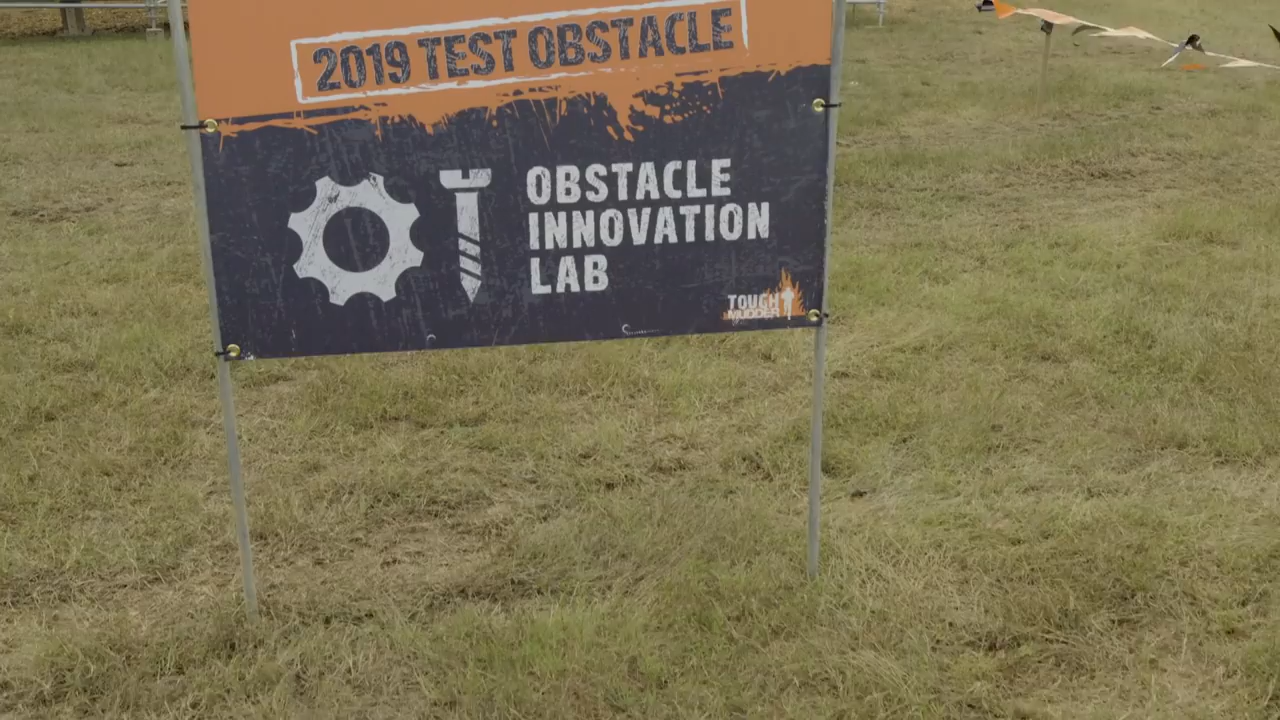 2019 TEST OBSTACLE
OBSTACLE
INNOVATION
LAB
TOUGH
MUDDER